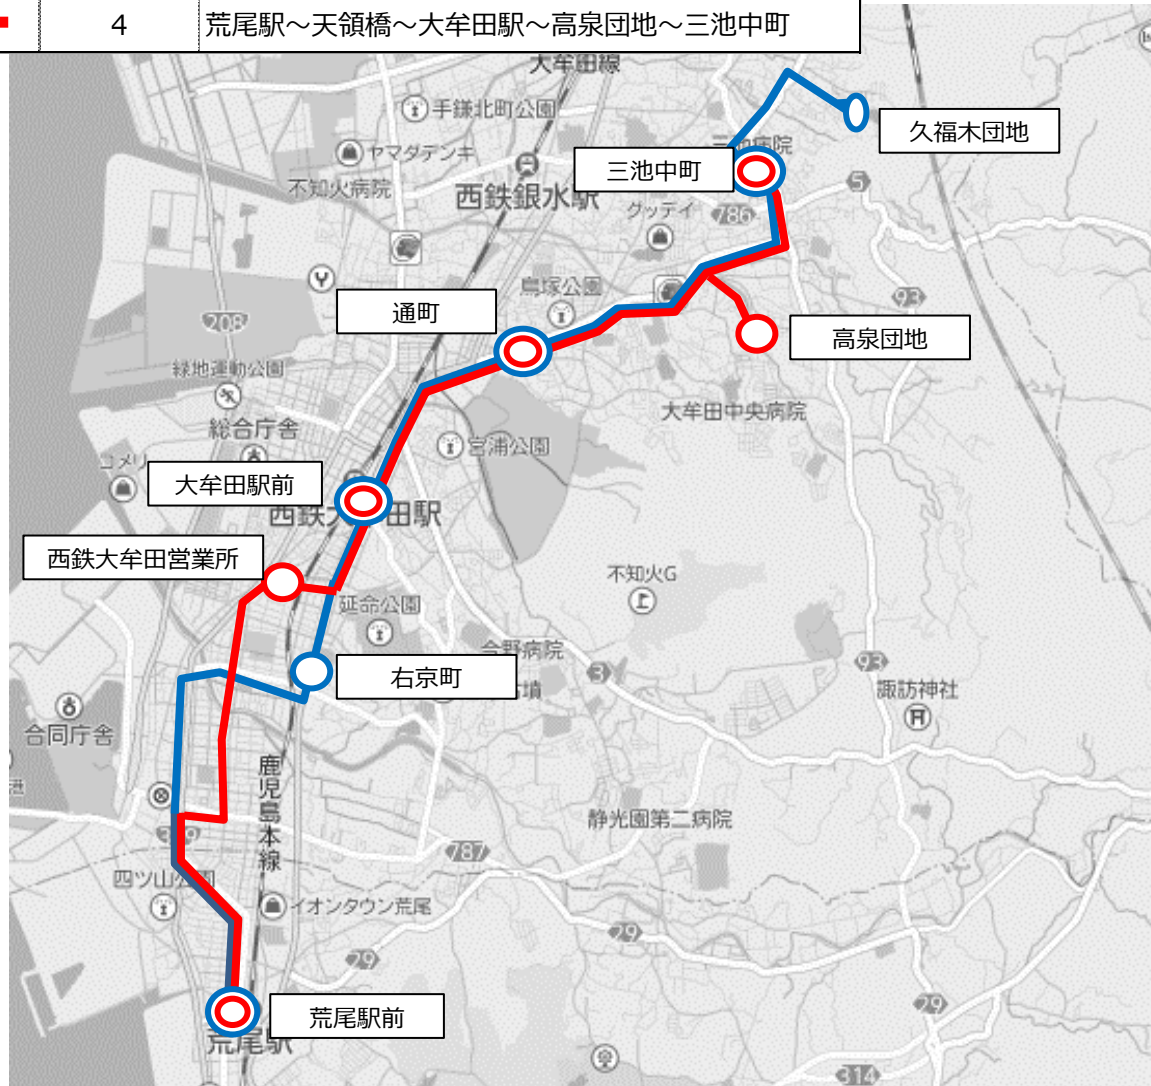 4
荒尾駅～天領橋～大牟田駅～高泉団地～三池中町
大牟田線
手鎌北町公園
久福木団地
ヤマダデンキ
三池中町
不知火病院
西鉄銀水駅
5
グッデイ
786
通町
鳥塚公園
93
208
高泉団地
緑地運動公園
大牟田中央病院
総合庁舎
宮浦公園
コメリ
大牟田駅前
西鉄大牟田営業所
不知火G
延命公園
今野病院
右京町
3
93
諏訪神社
合同庁舎
鹿児島本線
静光園第二病院
787
四ツ山公園
イオンタウン荒尾
29
29
29
荒尾駅前
荒尾駅
314